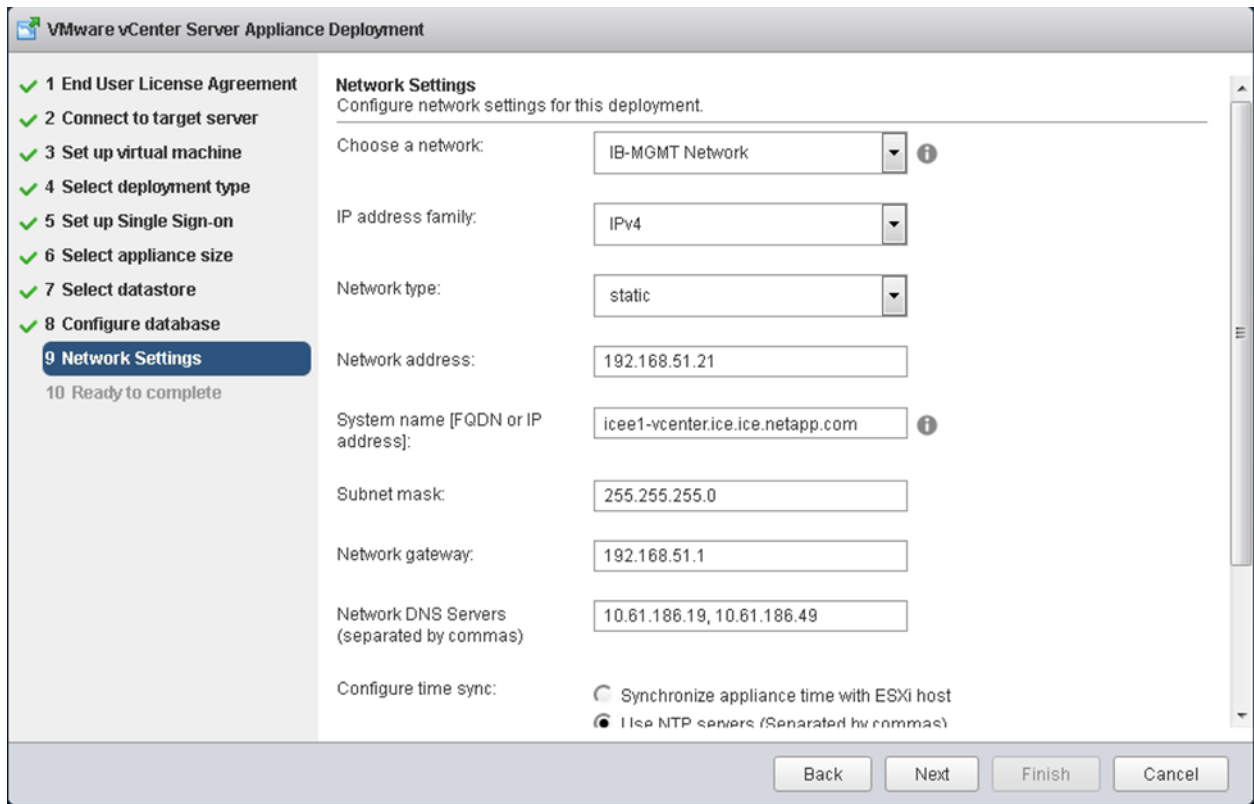 VMware vCenter Server Appliance Deployment
1 End User License Agreement
2 Connect to target server
3 Set up virtual machine
4 Select deployment type
5 Set up Single Sign-on
6 Select appliance size
7 Select datastore
8 Configure database
9 Network Settings
10 Ready to complete
Network Settings
Configure network settings for this deployment.
Choose a network:
IB-MGMT Network
IP address family:
IPv4
Network type:
static
Network address:
192.168.51.21
System name [FQDN or IP
address]:
icee1-vcenter.ice.ice.netapp.com
Subnet mask:
255.255.255.0
Network gateway:
192.168.51.1
Network DNS Servers
(separated by commas)
10.61.186.19, 10.61.186.49
Configure time sync:
Synchronize appliance time with ESXi host
Use NTP servers (Separated by commas)
Back
Next
Finish
Cancel